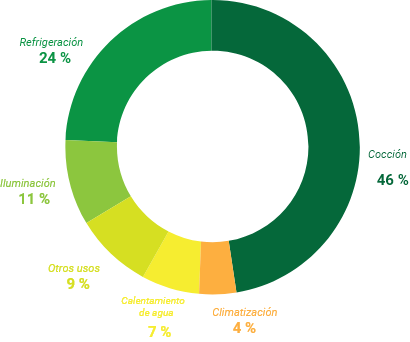 Refrigeración
24 %
Cocción
46 %
Iluminación
11 %
Otros usos
9 %
Calentamiento
de agua
7 %
Climatización
4 %